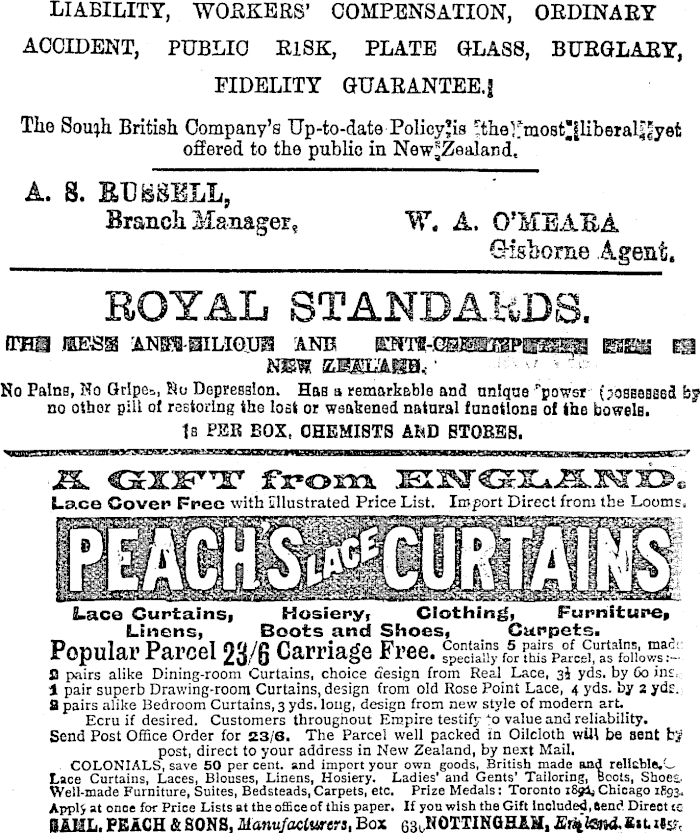 LIABILITY, WORKERS' COMPENSATION, ORDINARY
ACCIDENT, PUBLIC RISK, PLATE GLASS, BURGLARY,
FIDELITY GUARANTEE.
The South British Company's Up-to-date Policy is the most liberal yet
offered to the public in New Zealand.
A. S. RUSSELL,
Branch Manager,
W. A. O'MEARA
Gisborne Agent.
ROYAL STANDARDS.
THE BEST ANTI-BILIOUS AND
NEW ZEALAND.
No Pains, No Gripes, No Depression. Has a remarkable and unique power (possessed by
no other pill of restoring the lost or weakened natural functions of the bowels.
1s PER BOX, CHEMISTS AND STORES.
A GIFT from ENGLAND.
Lace Cover Free with Illustrated Price List. Import Direct from the Looms.
PEACH'S LACE CURTAINS
Lace Curtains, Hosiery, Clothing, Furniture,
Linens, Boots and Shoes, Carpets.
Popular Parcel 23/6 Carriage Free. Contains 5 pairs of Curtains, made
specially for this Parcel, as follows:—
2 pairs alike Dining-room Curtains, choice design from Real Lace, 3½ yds. by 60 ins.
1 pair superb Drawing-room Curtains, design from old Rose Point Lace, 4 yds. by 2 yds.
2 pairs alike Bedroom Curtains, 3 yds. long, design from new style of modern art.
Ecru if desired. Customers throughout Empire testify to value and reliability.
Send Post Office Order for 23/6. The Parcel well packed in Oilcloth will be sent by
post, direct to your address in New Zealand, by next Mail.
COLONIALS, save 50 per cent. and import your own goods, British made and reliable.
Lace Curtains, Laces, Blouses, Linens, Hosiery. Ladies' and Gents' Tailoring, Boots, Shoes.
Well-made Furniture, Suites, Bedsteads, Carpets, etc. Prize Medals: Toronto 1892, Chicago 1893.
Apply at once for Price Lists at the office of this paper. If you wish the Gift Included, send Direct to
SAML. PEACH & SONS, Manufacturers, Box 630 NOTTINGHAM, England. Est. 1857.